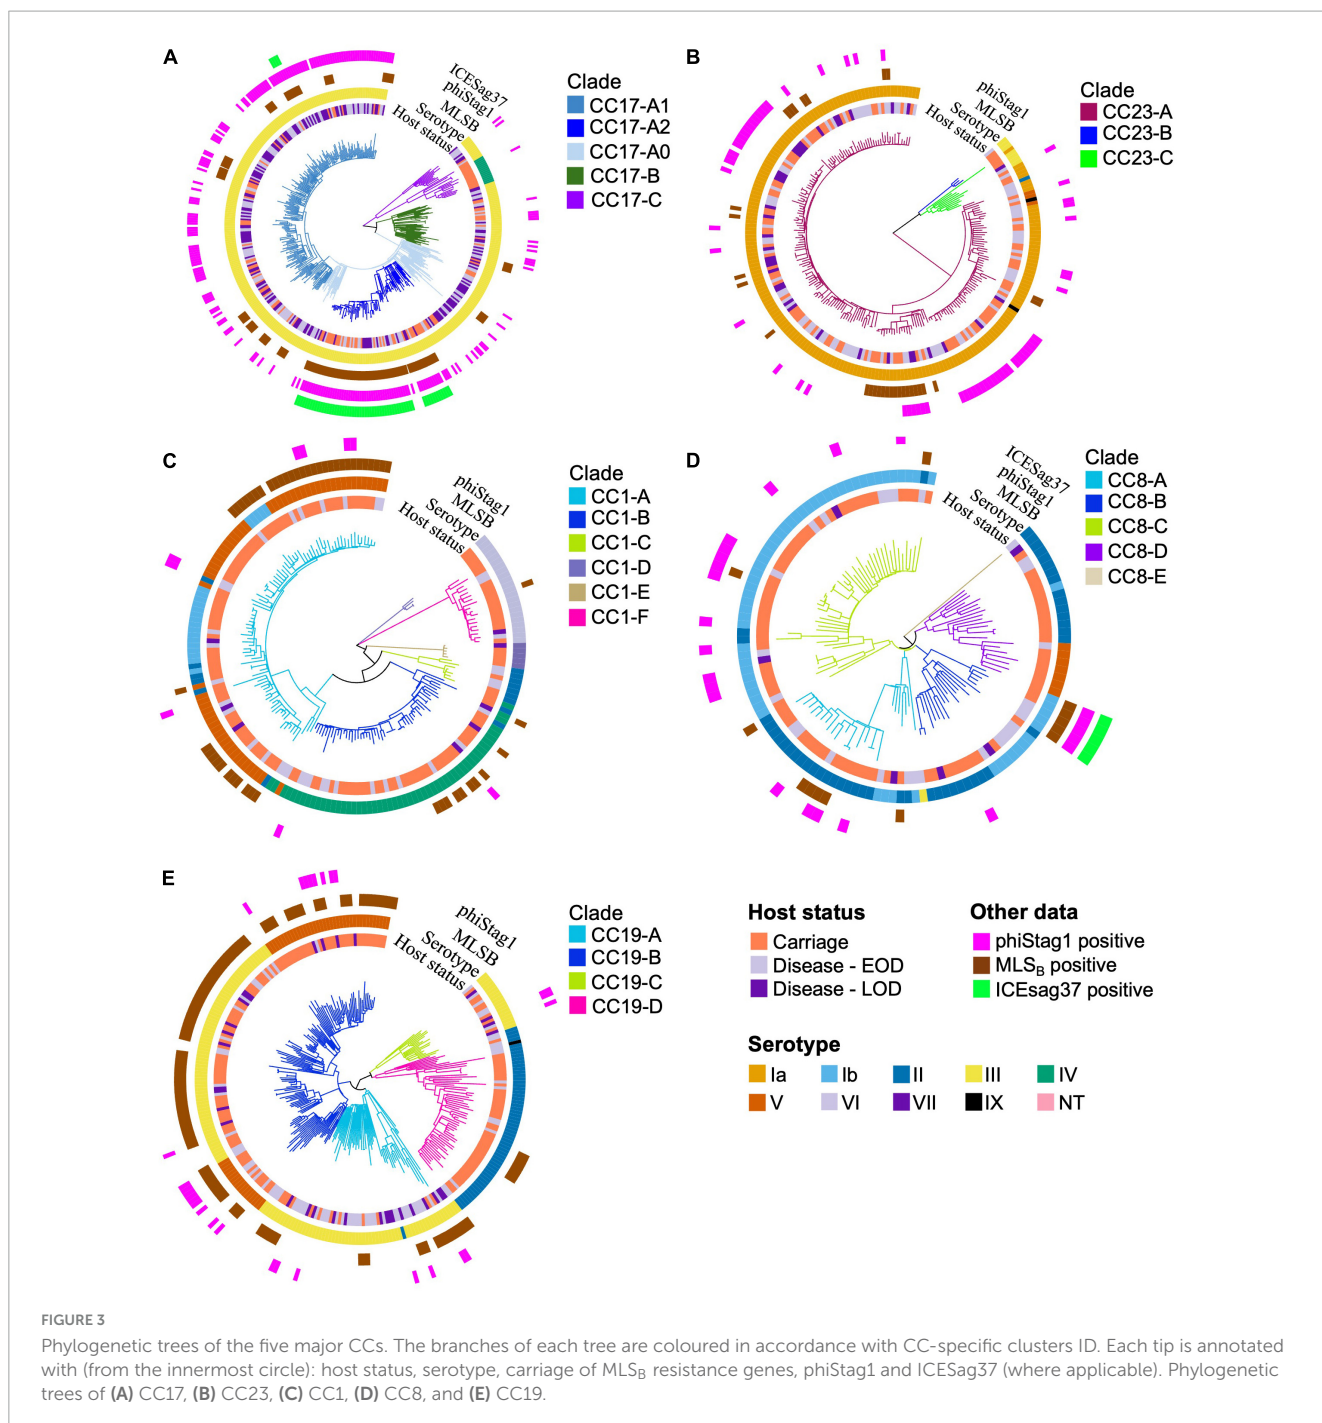 A
ICESag37
phiStag1
MLSB
Serotype
Host status
Clade
CC17-A1
CC17-A2
CC17-A0
CC17-B
CC17-C
B
phiStag1
MLSB
Serotype
Host status
Clade
CC23-A
CC23-B
CC23-C
C
phiStag1
MLSB
Serotype
Host status
Clade
CC1-A
CC1-B
CC1-C
CC1-D
CC1-E
CC1-F
D
ICESag37
phiStag1
MLSB
Serotype
Host status
Clade
CC8-A
CC8-B
CC8-C
CC8-D
CC8-E
E
phiStag1
MLSB
Serotype
Host status
Clade
CC19-A
CC19-B
CC19-C
CC19-D
Host status
Carriage
Disease - EOD
Disease - LOD
Other data
phiStag1 positive
MLSB positive
ICEsag37 positive
Serotype
Ia Ib II III IV
V VI VII IX NT
FIGURE 3
Phylogenetic trees of the five major CCs. The branches of each tree are coloured in accordance with CC-specific clusters ID. Each tip is annotated
with (from the innermost circle): host status, serotype, carriage of MLSB resistance genes, phiStag1 and ICESag37 (where applicable). Phylogenetic
trees of (A) CC17, (B) CC23, (C) CC1, (D) CC8, and (E) CC19.